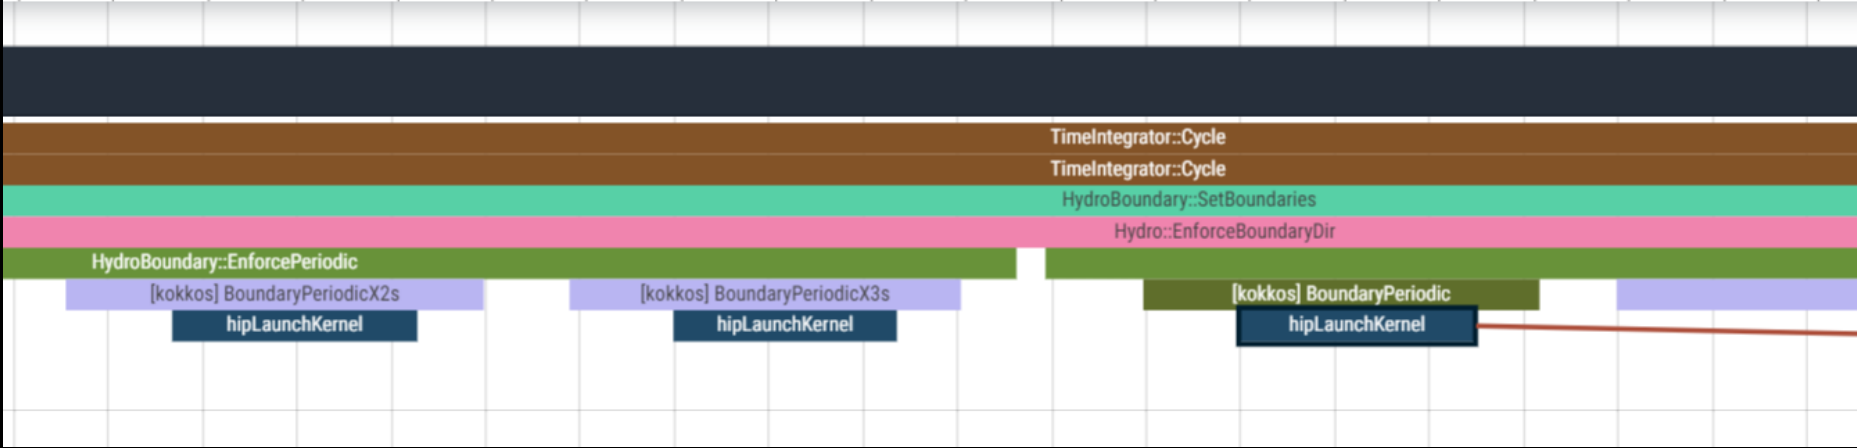 TimeIntegrator::Cycle
TimeIntegrator::Cycle
HydroBoundary::SetBoundaries
Hydro::EnforceBoundaryDir
HydroBoundary::EnforcePeriodic
[kokkos] BoundaryPeriodicX2s [kokkos] BoundaryPeriodicX3s [kokkos] BoundaryPeriodic
hipLaunchKernel hipLaunchKernel hipLaunchKernel